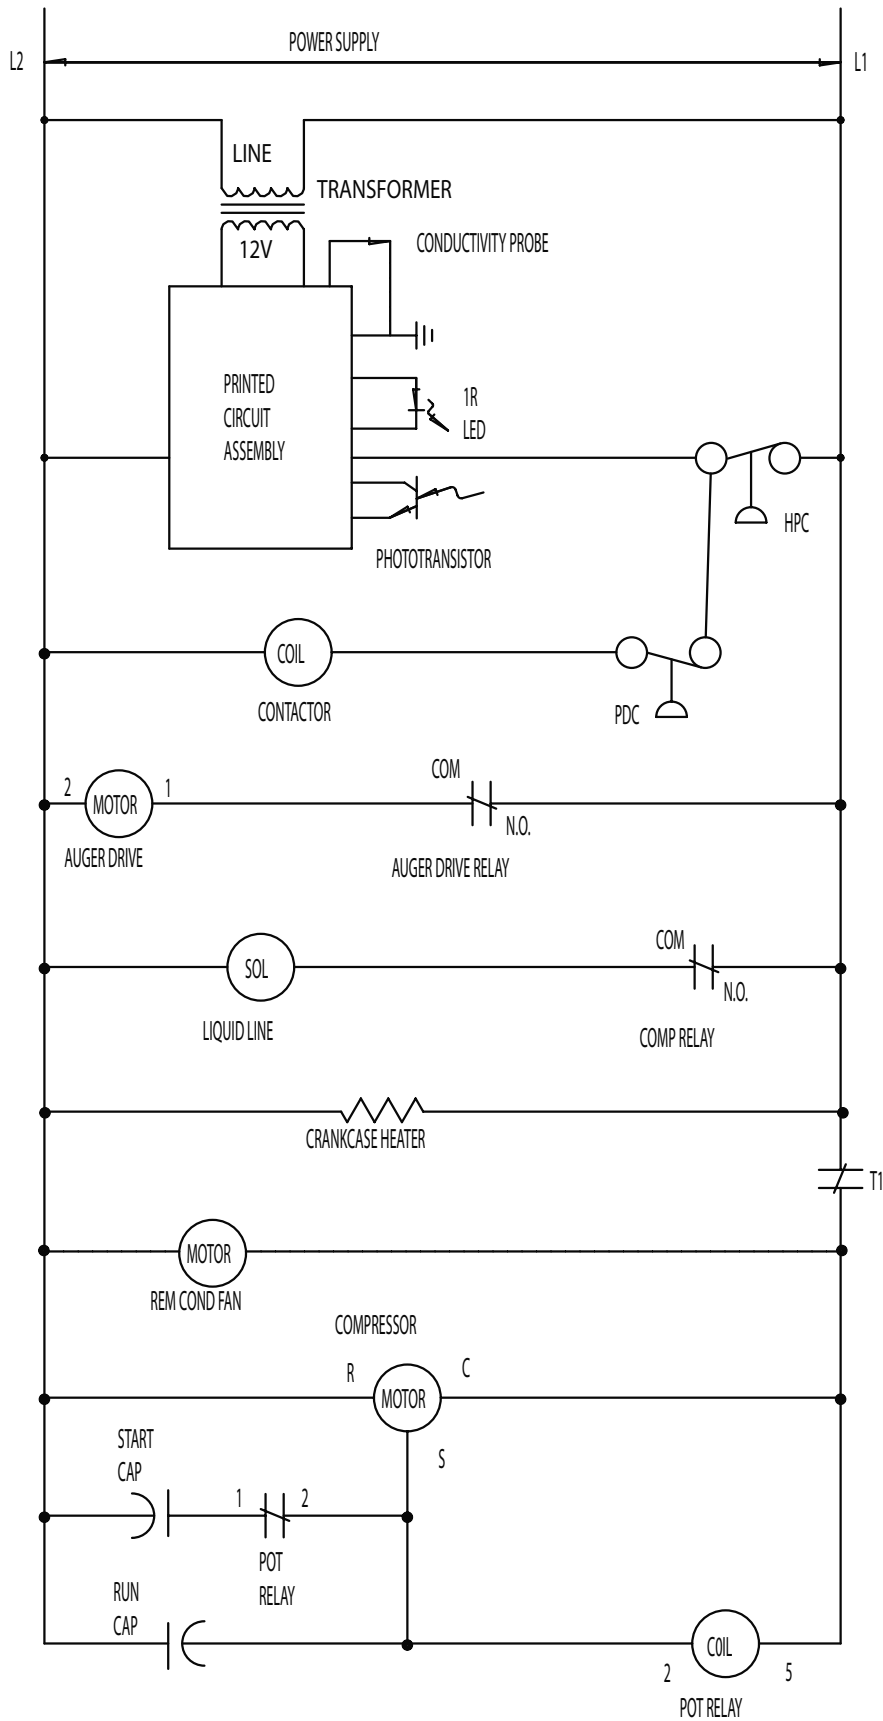 POWER SUPPLY
L2
L1
LINE
TRANSFORMER
12V
CONDUCTIVITY PROBE
PRINTED
CIRCUIT
ASSEMBLY
1R
LED
HPC
PHOTOTRANSISTOR
COIL
CONTACTOR
PDC
COM
2
MOTOR
1
N.O.
AUGER DRIVE
AUGER DRIVE RELAY
COM
SOL
N.O.
LIQUID LINE
COMP RELAY
CRANKCASE HEATER
T1
MOTOR
REM COND FAN
COMPRESSOR
R
C
MOTOR
START
CAP
S
1
2
POT
RELAY
RUN
CAP
COIL
2
5
POT RELAY